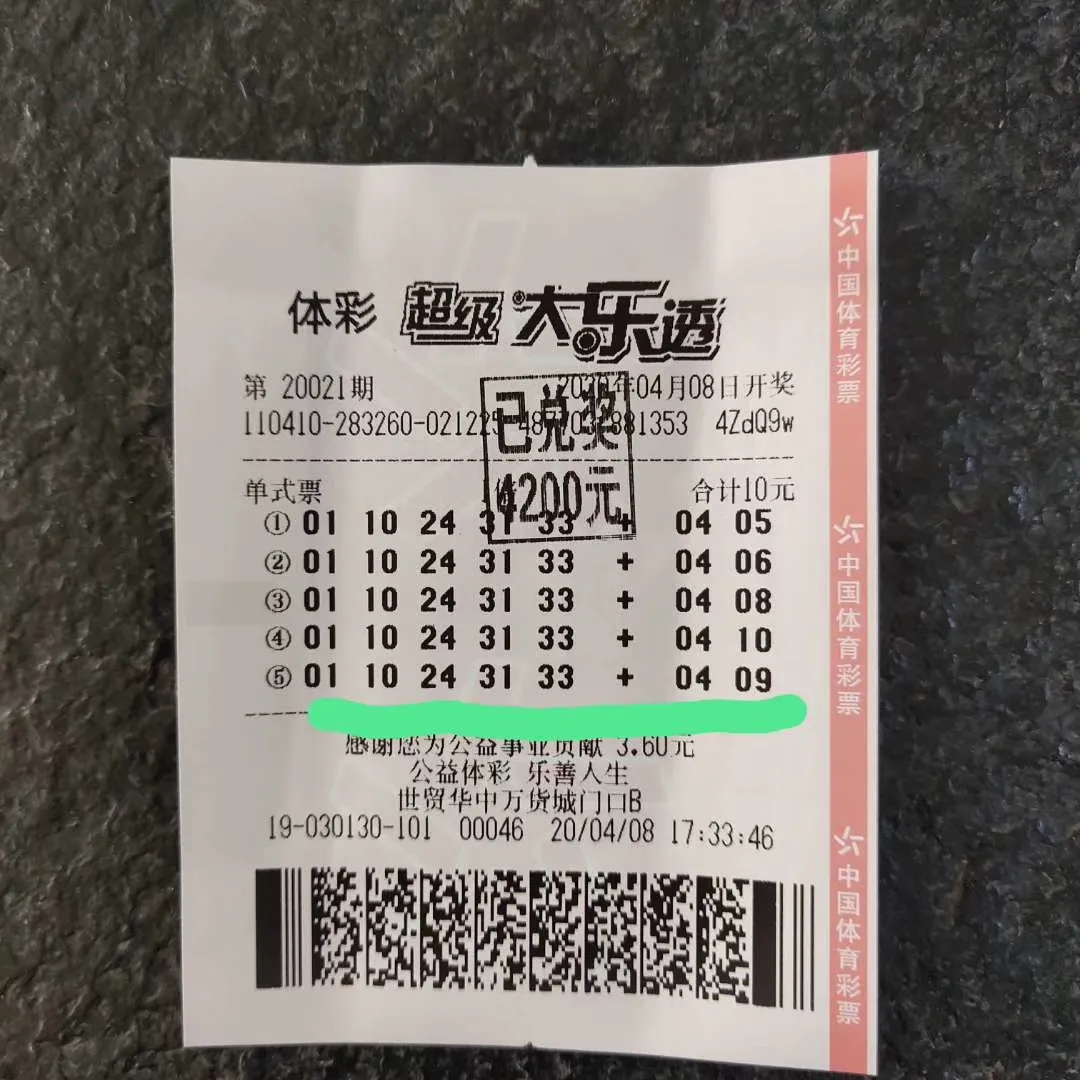 体彩 超级大乐透
第 20021期 2020年04月08日开奖
110410-283260-021225 881353 4ZdQ9w
已兑奖
4200元
单式票 合计10元
① 01 10 24 31 33 + 04 05
② 01 10 24 31 33 + 04 06
③ 01 10 24 31 33 + 04 08
④ 01 10 24 31 33 + 04 10
⑤ 01 10 24 31 33 + 04 09
感谢您为公益事业贡献 3.60元
公益体彩 乐善人生
世贸华中万货城门口B
19-030130-101 00046 20/04/08 17:33:46
中国体育彩票
中国体育彩票
中国体育彩票